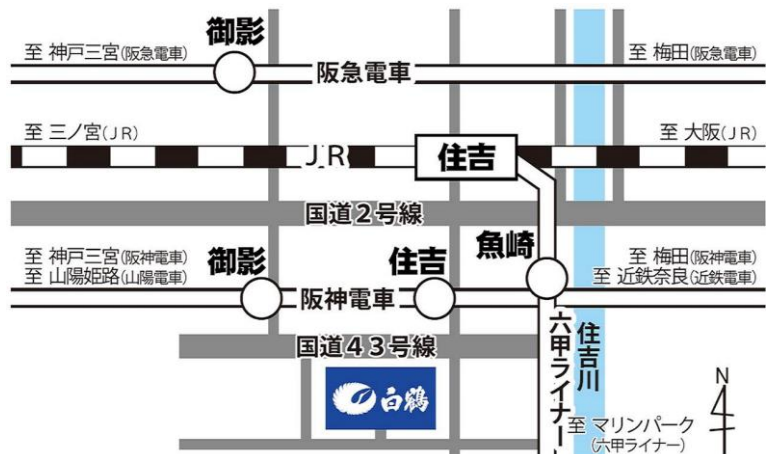 御影
至 神戸三宮(阪急電車)
至 梅田(阪急電車)
阪急電車
至 三ノ宮(JR)
至 大阪(JR)
JR
住吉
国道2号線
至 神戸三宮(阪神電車)
至 山陽姫路(山陽電車)
御影
住吉
魚崎
至 梅田(阪神電車)
至 近鉄奈良(近鉄電車)
阪神電車
国道43号線
六甲ライナー
住吉川
白鶴
N
至 マリンパーク
(六甲ライナー)